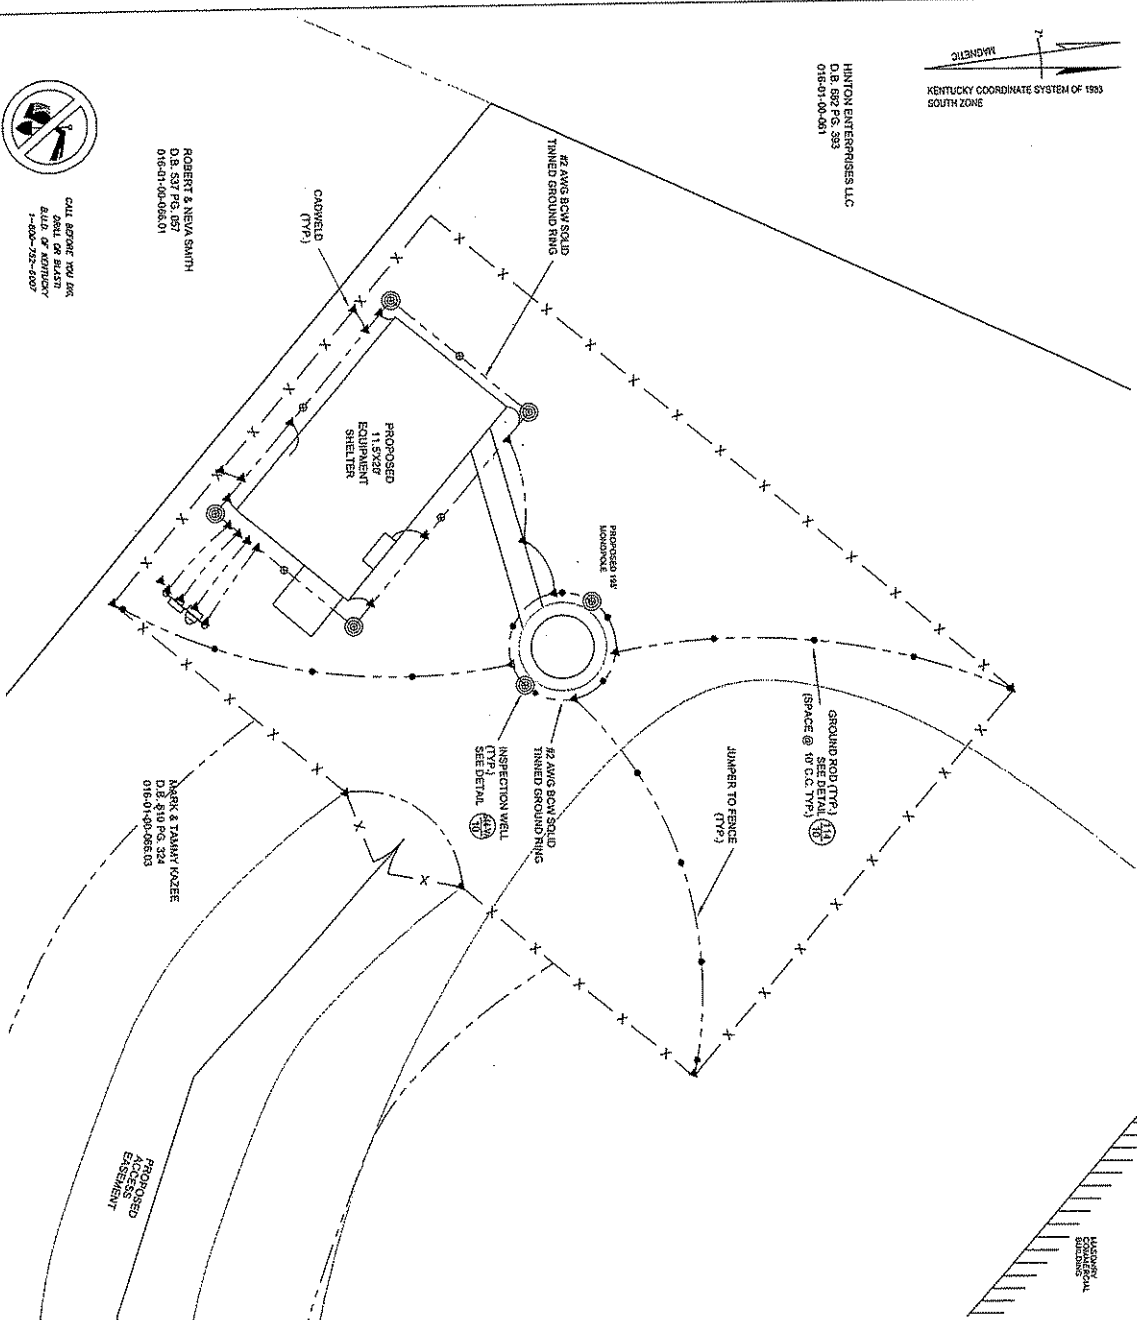 MAGNETIC
7°
KENTUCKY COORDINATE SYSTEM OF 1983
SOUTH ZONE
HINTON ENTERPRISES LLC
D.B. 682 PG. 393
016-01-00-061
#2 AWG BCW SOLID
TINNED GROUND RING
ROBERT & NEVA SMITH
D.B. 537 PG. 057
016-01-00-066.01
CADWELD
(TYP.)
CALL BEFORE YOU DIG,
DRILL OR BLAST!
B.U.D. OF KENTUCKY
1-800-752-6007
PROPOSED
11.5'X20'
EQUIPMENT
SHELTER
PROPOSED 195'
MONOPOLE
GROUND ROD (TYP.)
SEE DETAIL
(SPACE @ 10' C.C. TYP.)
114
10
JUMPER TO FENCE
(TYP.)
#2 AWG BCW SOLID
TINNED GROUND RING
INSPECTION WELL
(TYP.)
SEE DETAIL
10
MARK & TAMMY KAZEE
D.B. 610 PG. 324
016-01-00-066.03
PROPOSED
ACCESS
EASEMENT
MASONRY
COMMERCIAL
BUILDING
X X X X X X X X X X X X X X X X X X X X X X X X X X X X X X X X X X X X X X X X